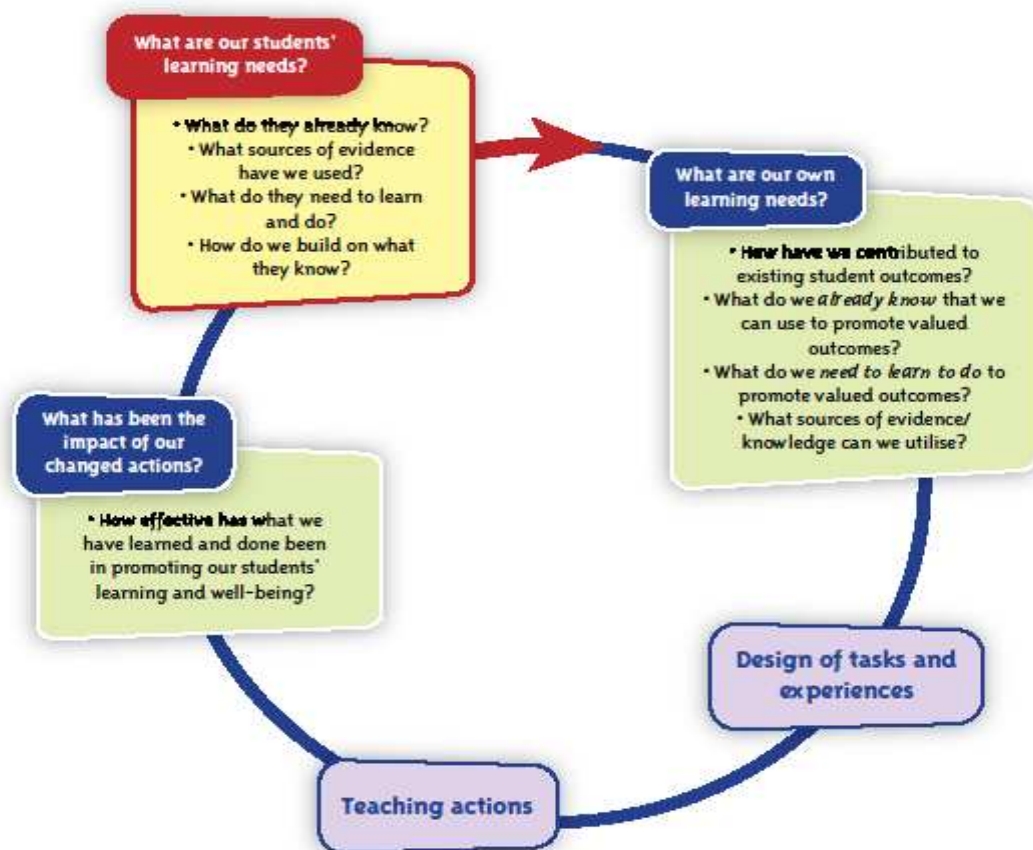 What are our students'
learning needs?
• What do they already know?
• What sources of evidence
have we used?
• What do they need to learn
and do?
• How do we build on what
they know?
What are our own
learning needs?
• How have we contributed to
existing student outcomes?
• What do we already know that we
can use to promote valued
outcomes?
• What do we need to learn to do to
promote valued outcomes?
• What sources of evidence/
knowledge can we utilise?
Design of tasks and
experiences
Teaching actions
What has been the
impact of our
changed actions?
• How effective has what we
have learned and done been
in promoting our students'
learning and well-being?